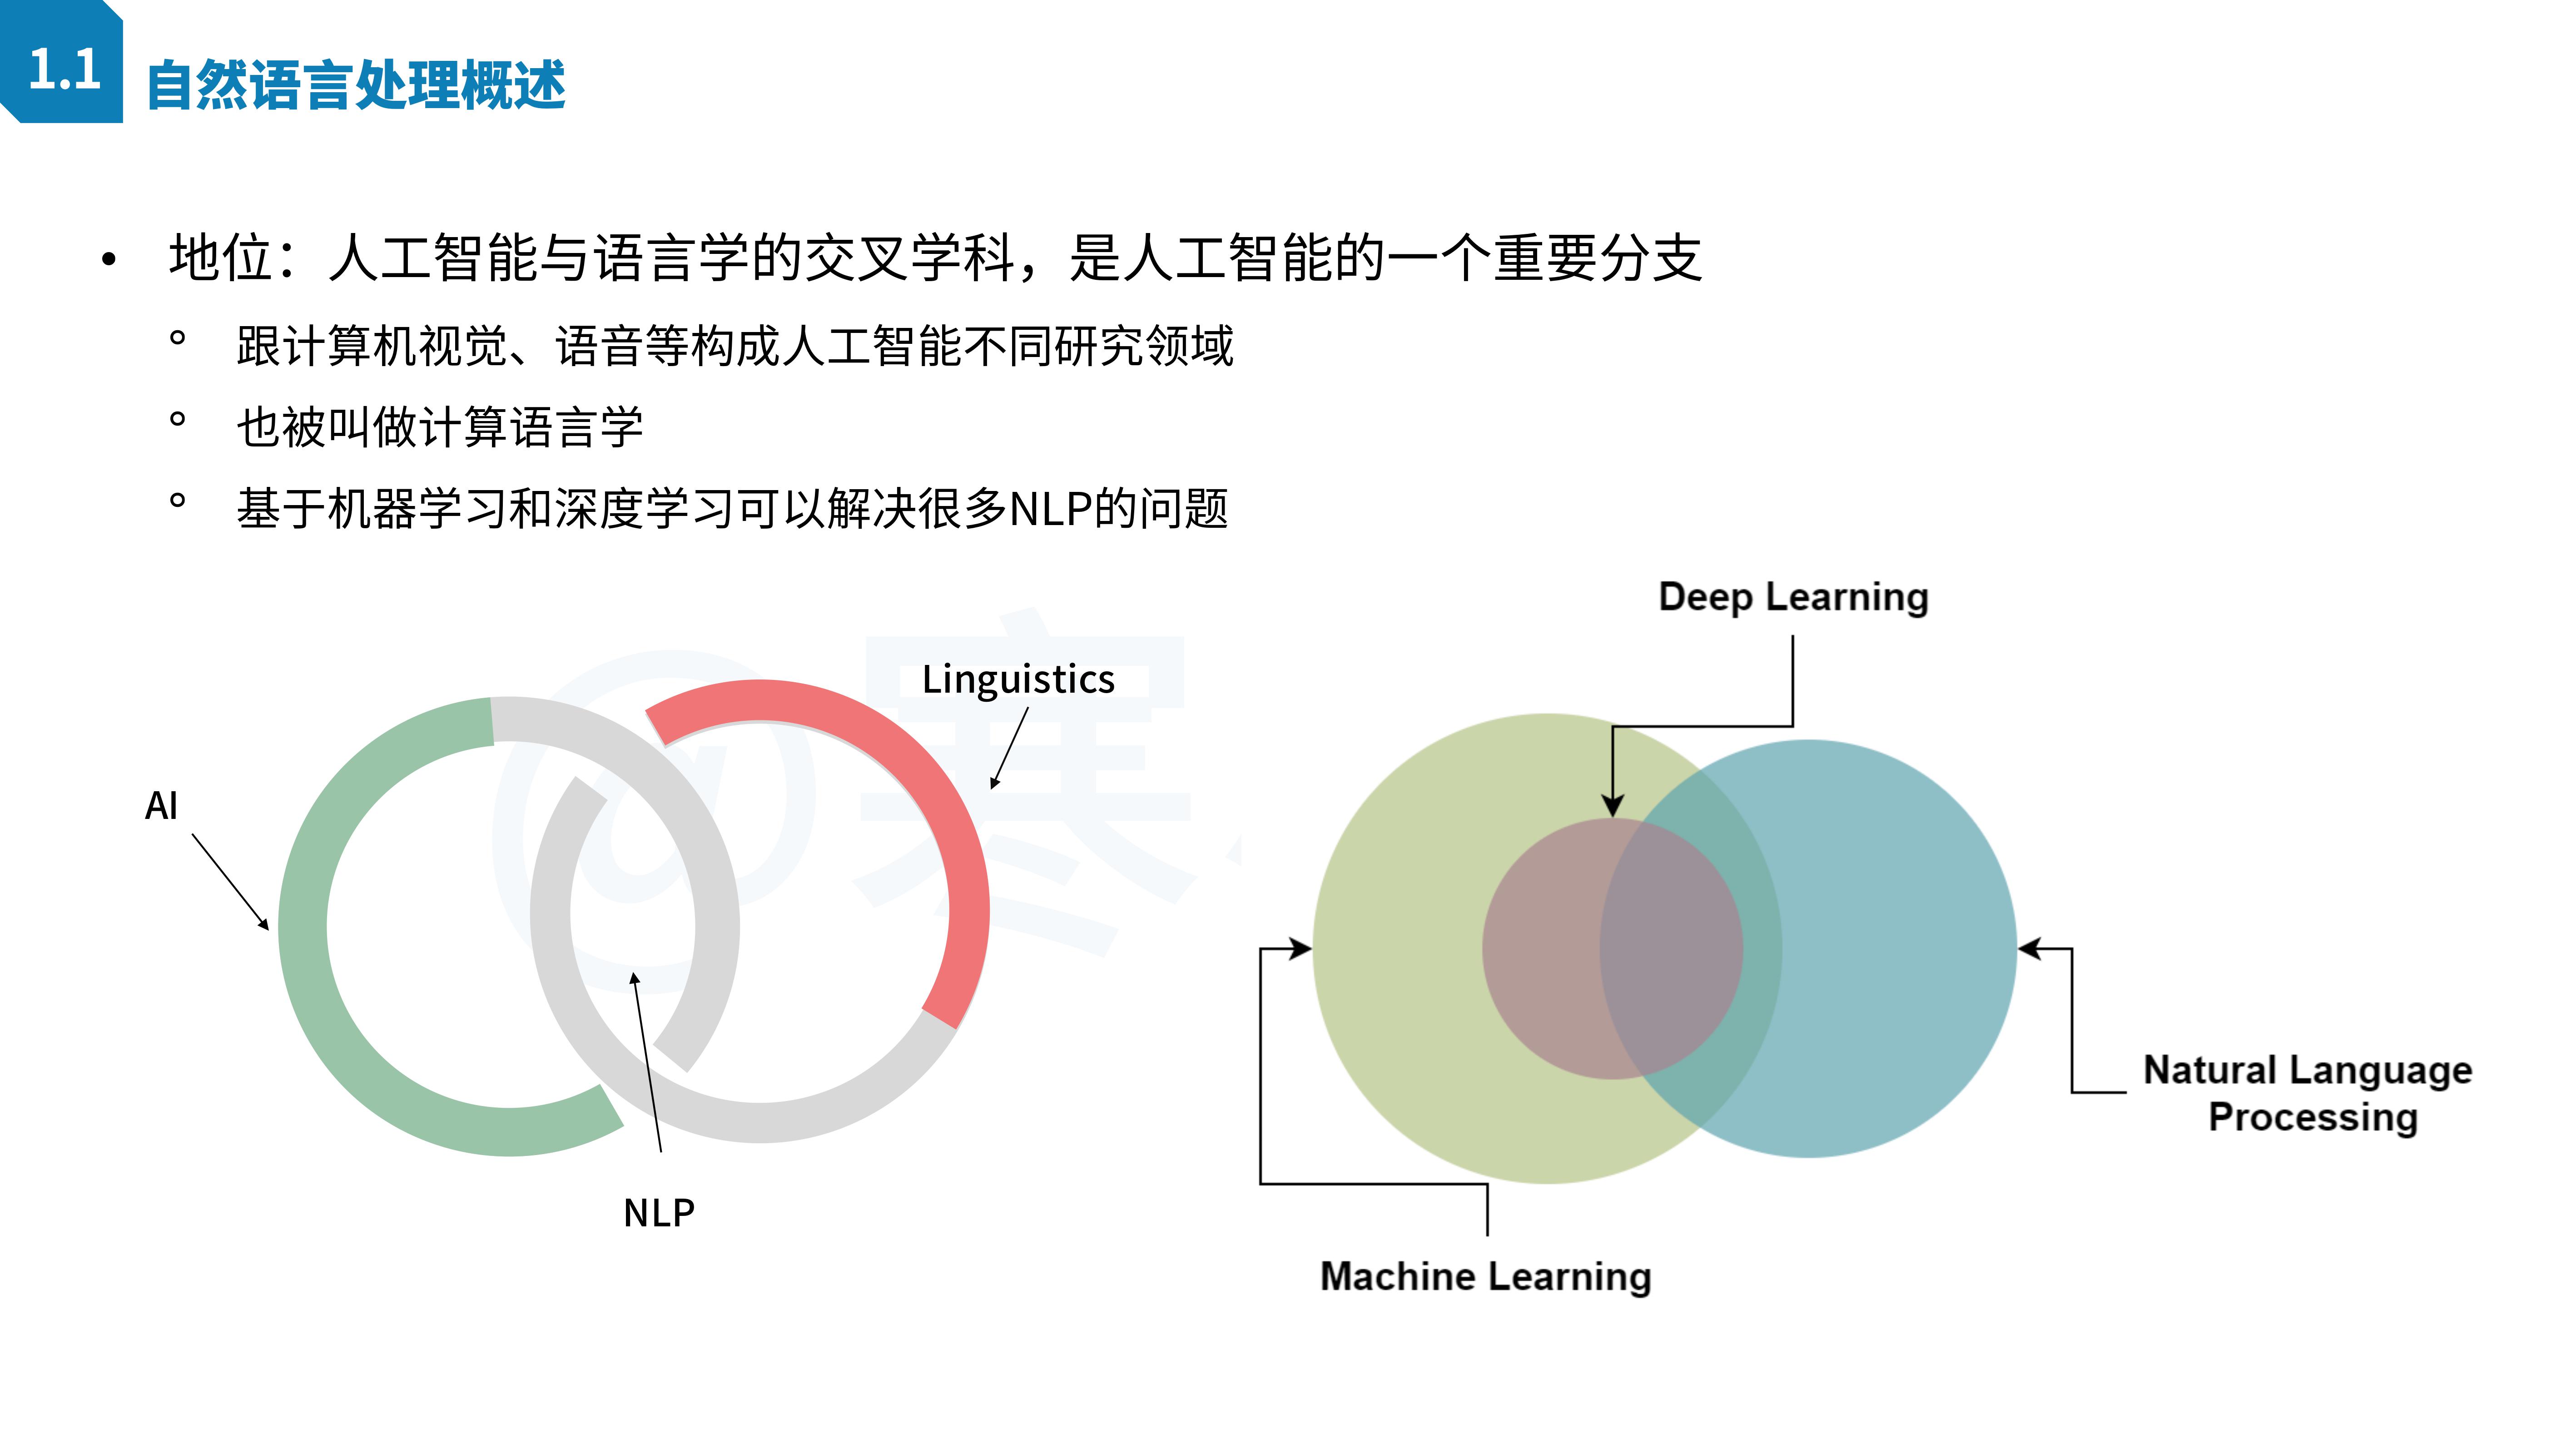 1.1
自然语言处理概述
• 地位：人工智能与语言学的交叉学科，是人工智能的一个重要分支
° 跟计算机视觉、语音等构成人工智能不同研究领域
° 也被叫做计算语言学
° 基于机器学习和深度学习可以解决很多NLP的问题
Deep Learning
Linguistics
AI
Natural Language
Processing
NLP
Machine Learning
@寒